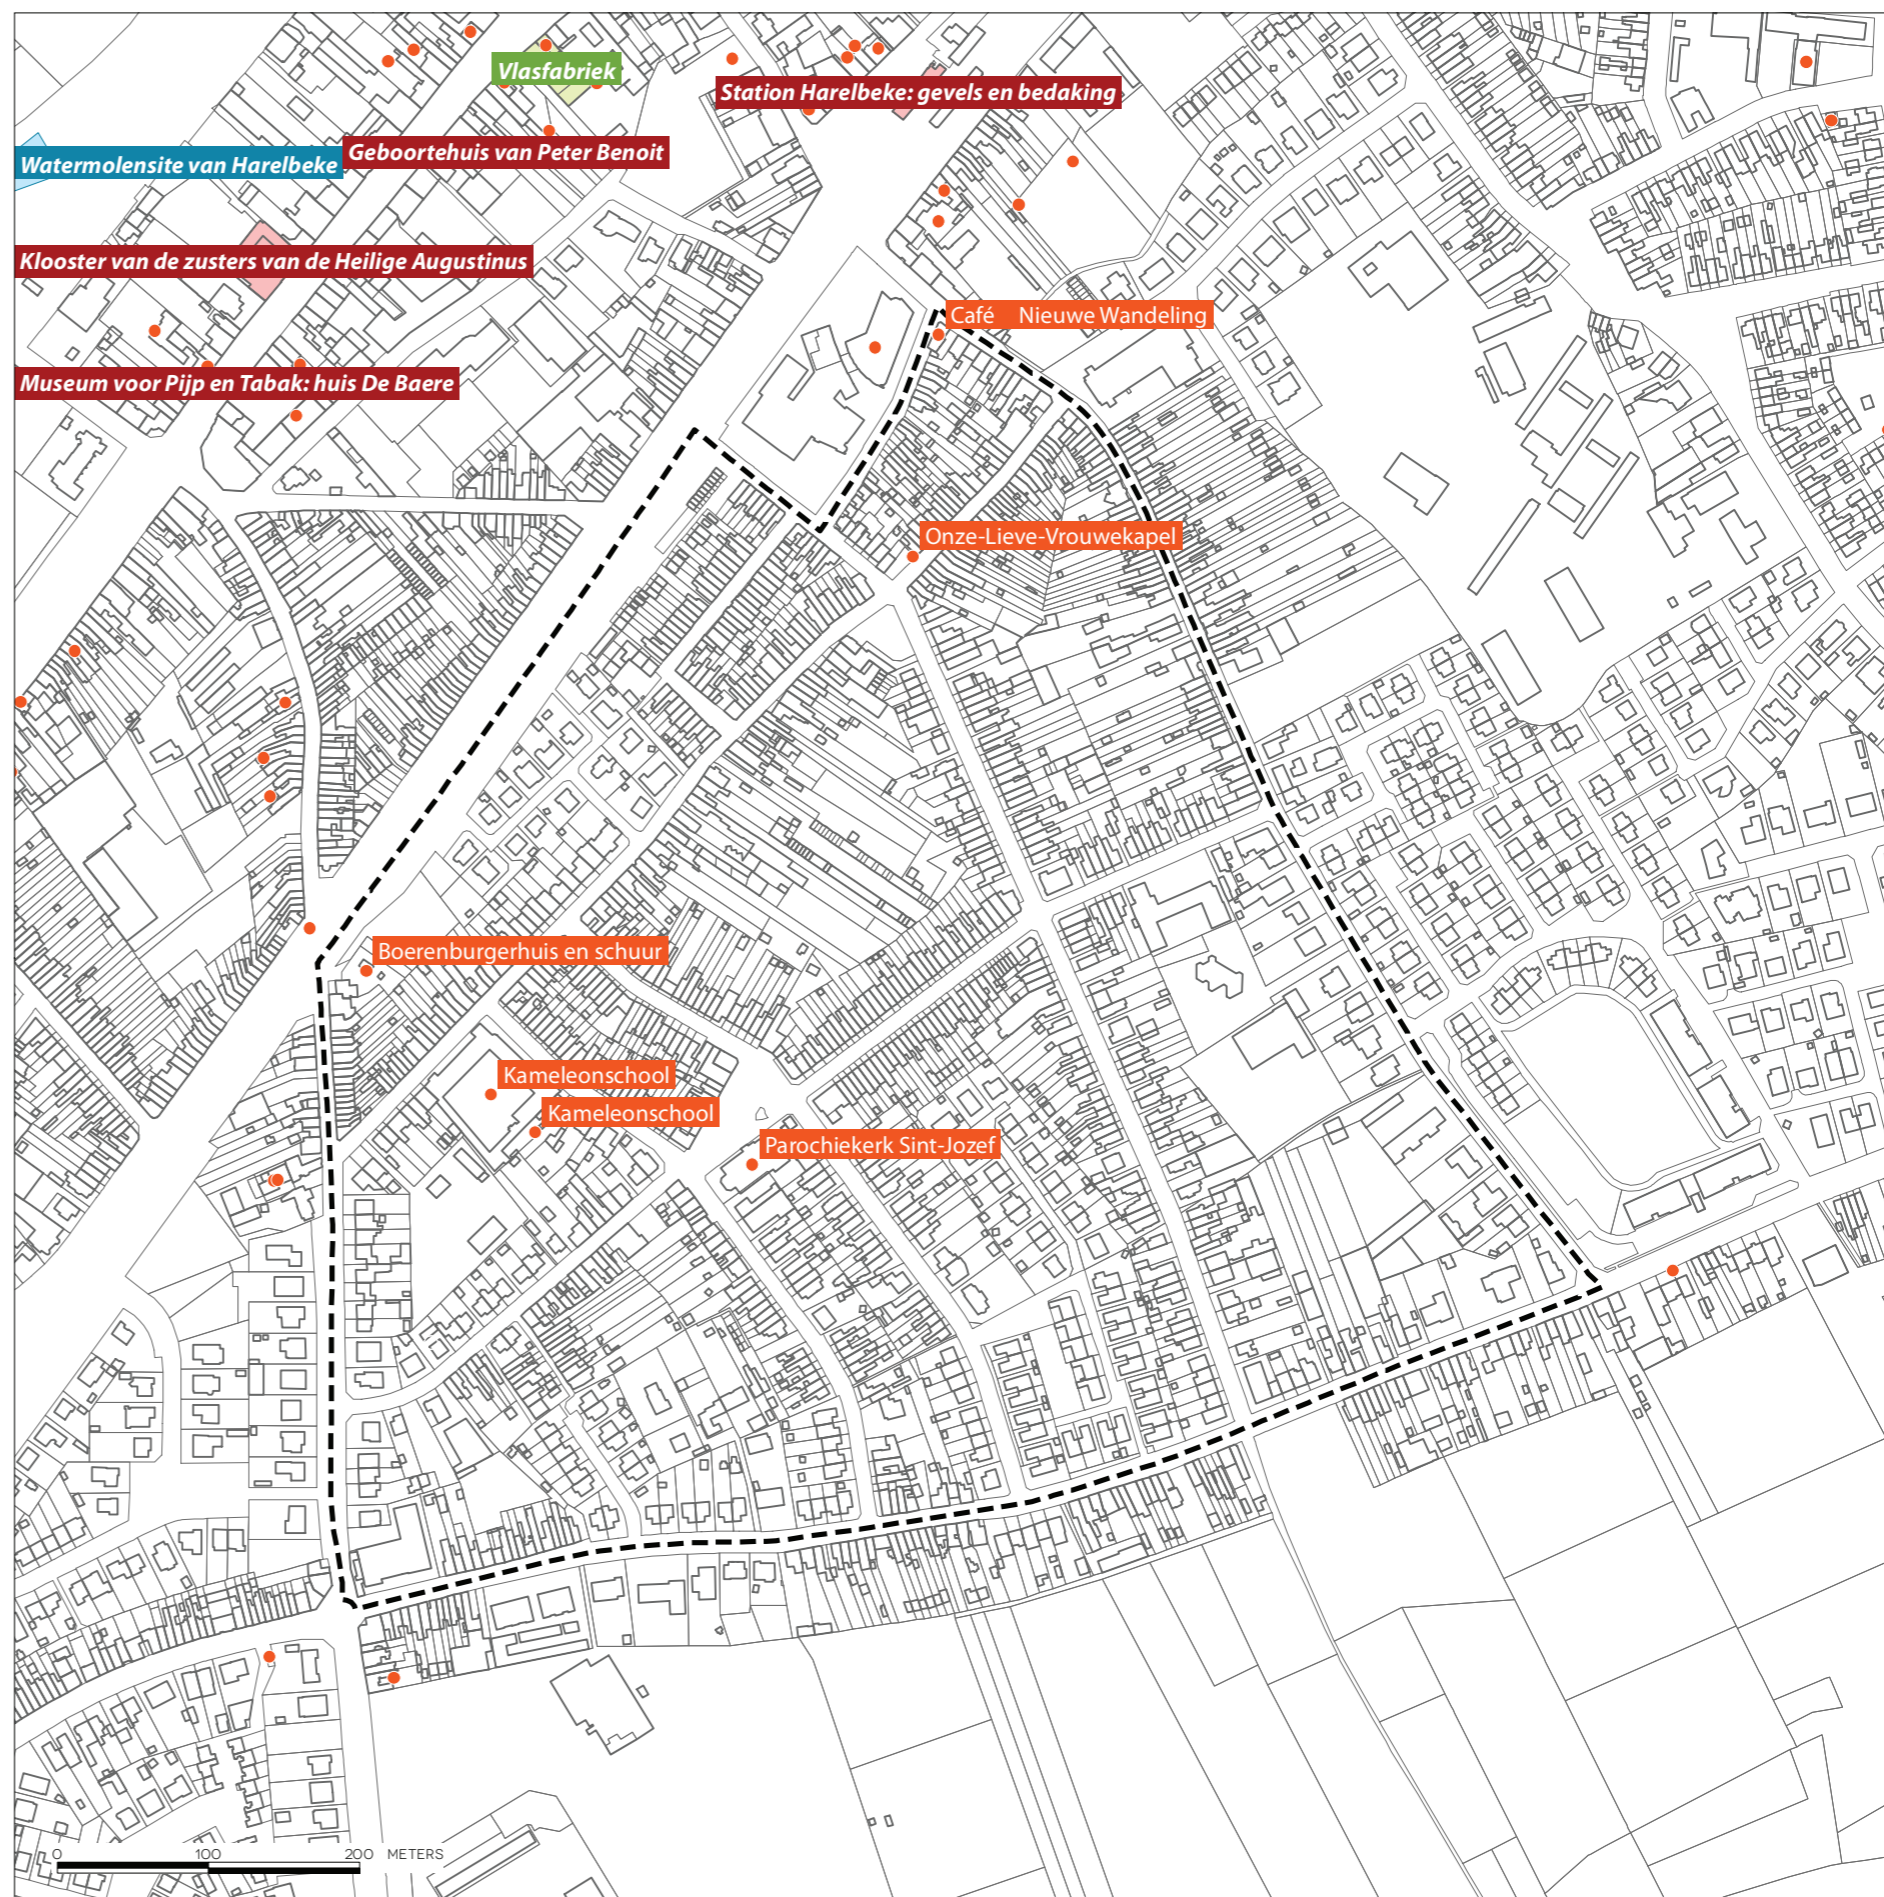 Vlasfabriek
Station Harelbeke: gevels en bedaking
Geboortehuis van Peter Benoit
Watermolensite van Harelbeke
Klooster van de zusters van de Heilige Augustinus
Café Nieuwe Wandeling
Museum voor Pijp en Tabak: huis De Baere
Onze-Lieve-Vrouwekapel
Boerenburgerhuis en schuur
Kameleonschool
Kameleonschool
Parochiekerk Sint-Jozef
0 100 200 METERS